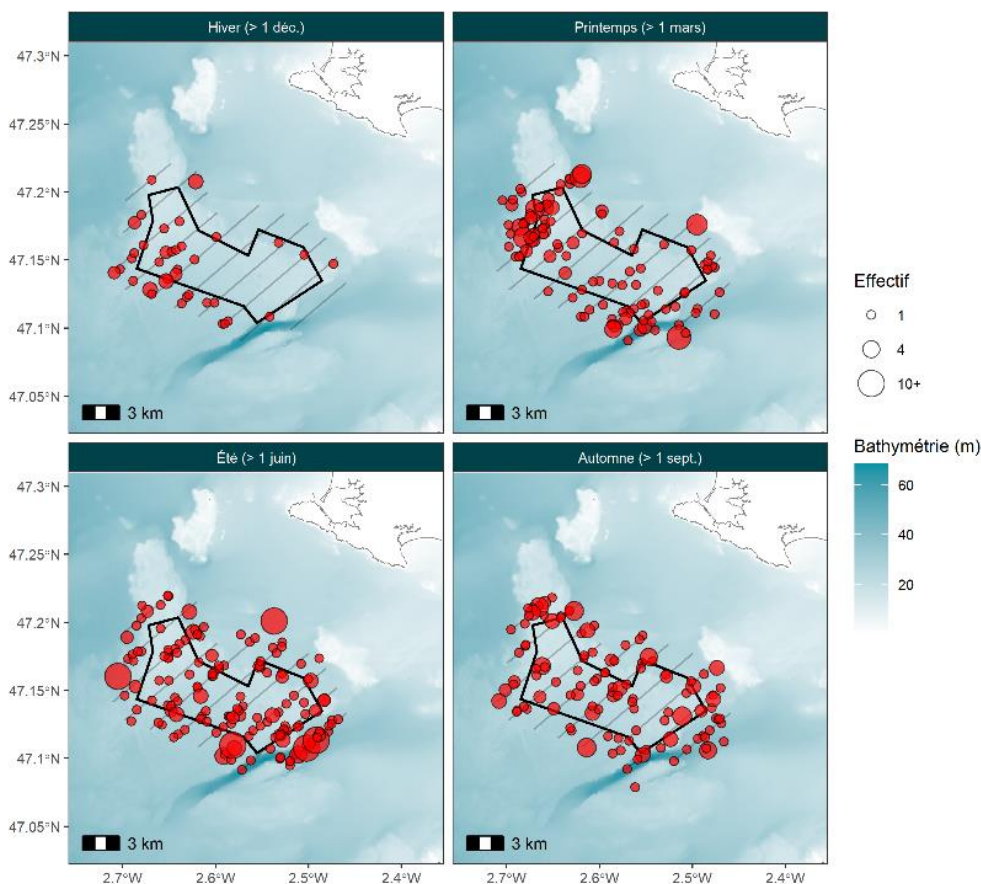 Hiver (> 1 déc.)
Printemps (> 1 mars)
47.3°N
47.25°N
47.2°N
47.15°N
47.1°N
47.05°N
3 km
3 km
Effectif
1
4
10+
Bathymétrie (m)
60
40
20
Été (> 1 juin)
Automne (> 1 sept.)
47.3°N
47.25°N
47.2°N
47.15°N
47.1°N
47.05°N
3 km
3 km
2.7°W
2.6°W
2.5°W
2.4°W
2.7°W
2.6°W
2.5°W
2.4°W